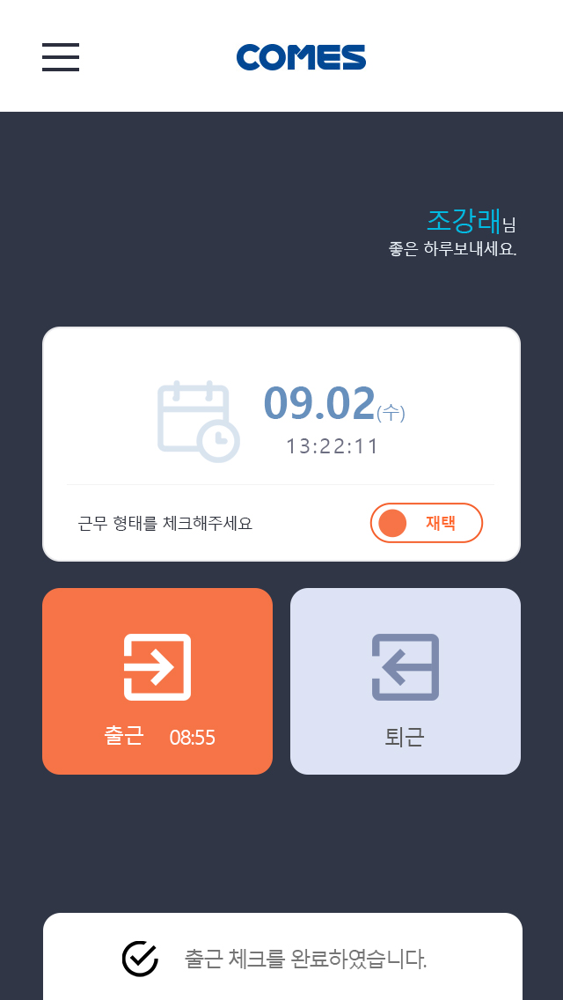 COMES
조강래님
좋은 하루보내세요.
09.02(수)
13:22:11
근무 형태를 체크해주세요
재택
출근 08:55
퇴근
출근 체크를 완료하였습니다.